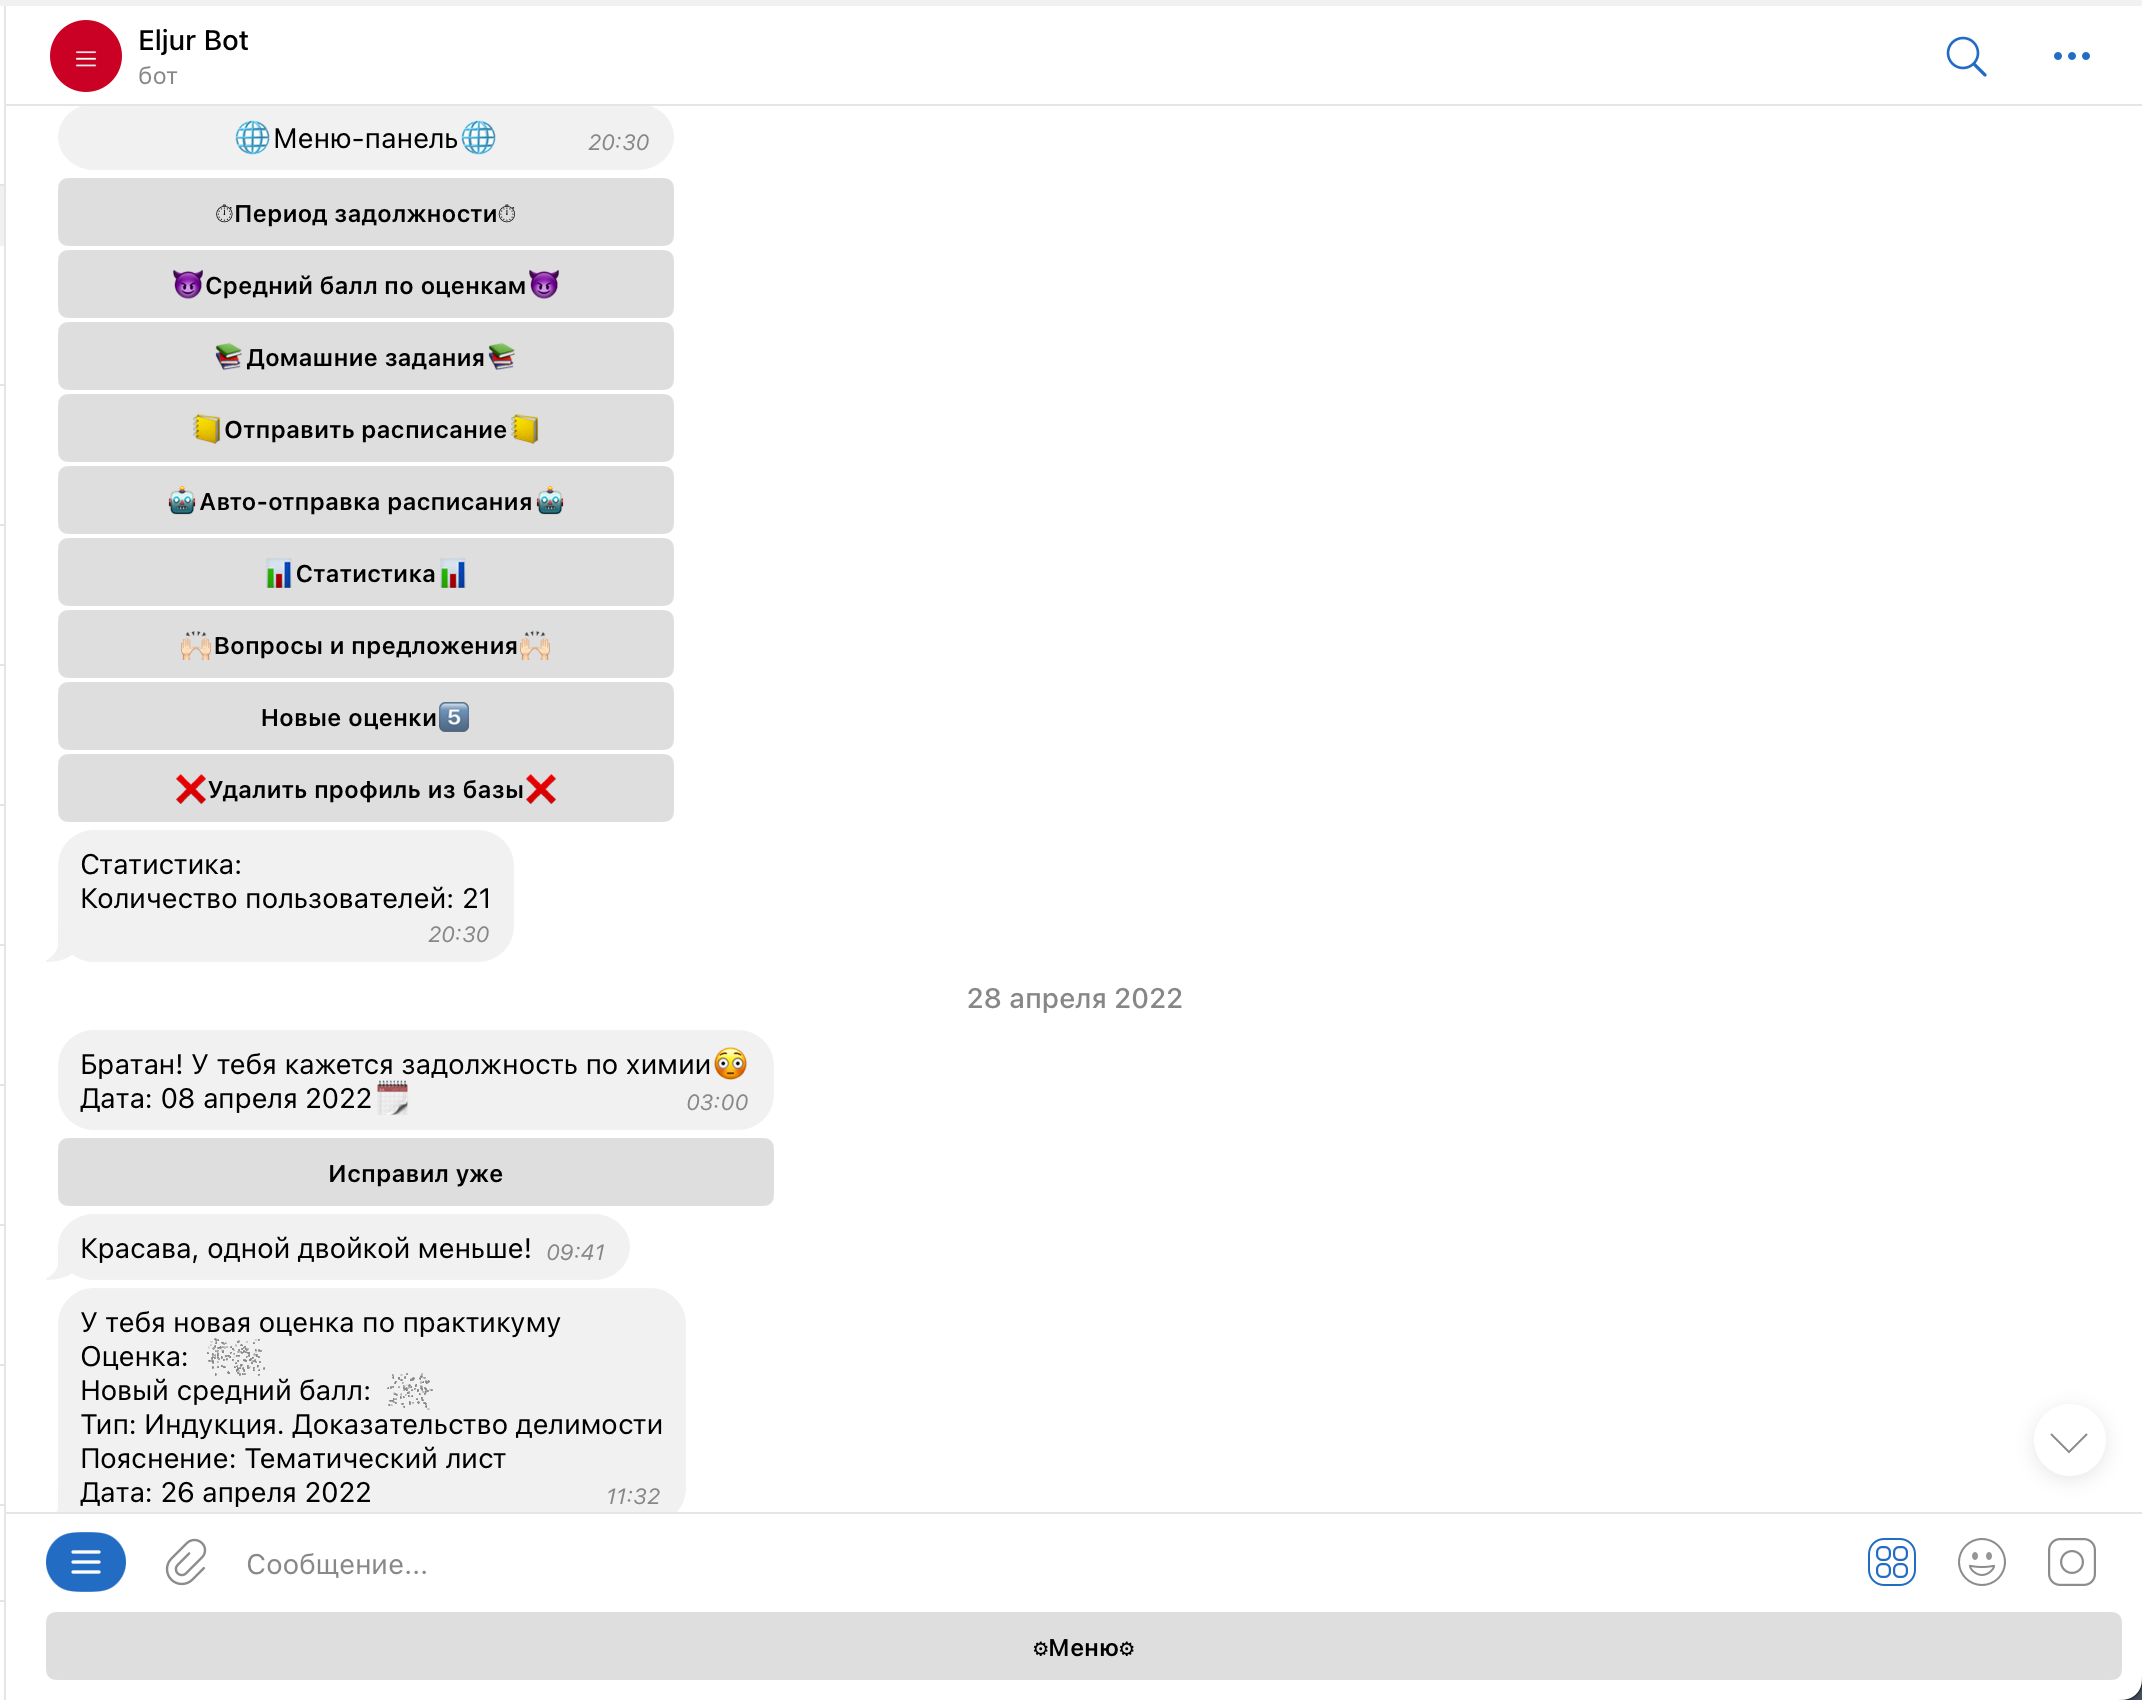 Eljur Bot
бот
🌐Меню-панель🌐 20:30
⏱Период задолжности⏱
😈Средний балл по оценкам😈
📚Домашние задания📚
📒Отправить расписание📒
🤖Авто-отправка расписания🤖
📊Статистика📊
🙌🏻Вопросы и предложения🙌🏻
Новые оценки5️⃣
❌Удалить профиль из базы❌
Статистика:
Количество пользователей: 21
20:30
28 апреля 2022
Братан! У тебя кажется задолжность по химии😳
Дата: 08 апреля 2022🗓 03:00
Исправил уже
Красава, одной двойкой меньше! 09:41
У тебя новая оценка по практикуму
Оценка:
Новый средний балл:
Тип: Индукция. Доказательство делимости
Пояснение: Тематический лист
Дата: 26 апреля 2022 11:32
Сообщение...
⚙Меню⚙